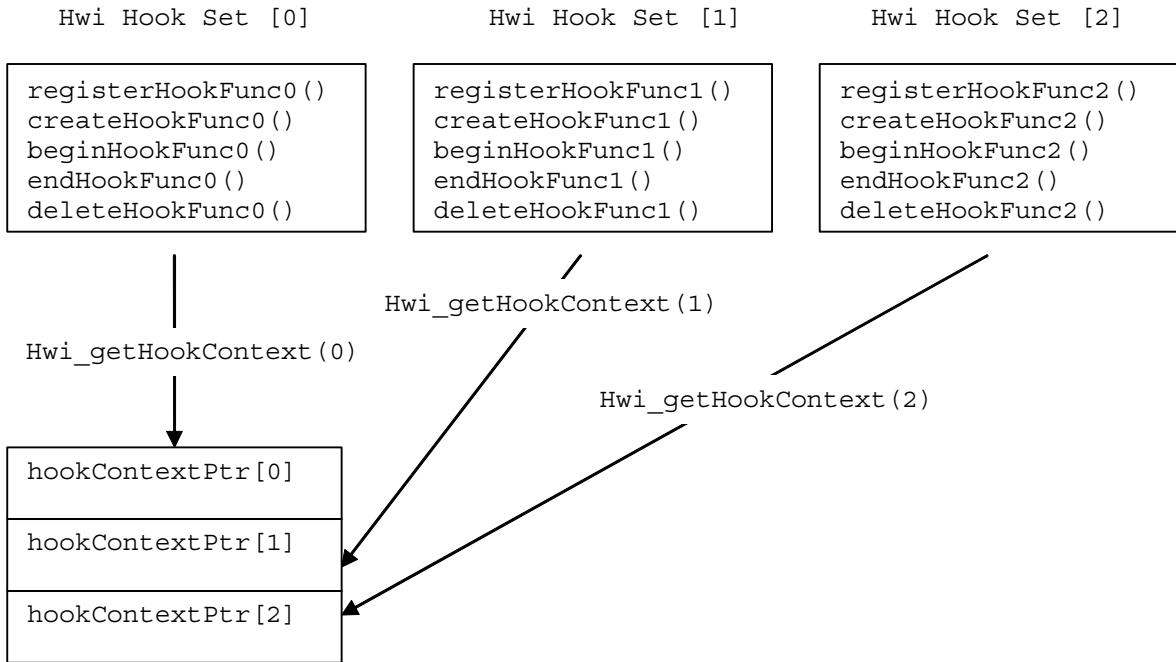 Hwi Hook Set [0]
Hwi Hook Set [1]
Hwi Hook Set [2]
registerHookFunc0()
createHookFunc0()
beginHookFunc0()
endHookFunc0()
deleteHookFunc0()
registerHookFunc1()
createHookFunc1()
beginHookFunc1()
endHookFunc1()
deleteHookFunc1()
registerHookFunc2()
createHookFunc2()
beginHookFunc2()
endHookFunc2()
deleteHookFunc2()
Hwi_getHookContext(1)
Hwi_getHookContext(0)
Hwi_getHookContext(2)
hookContextPtr[0]
hookContextPtr[1]
hookContextPtr[2]